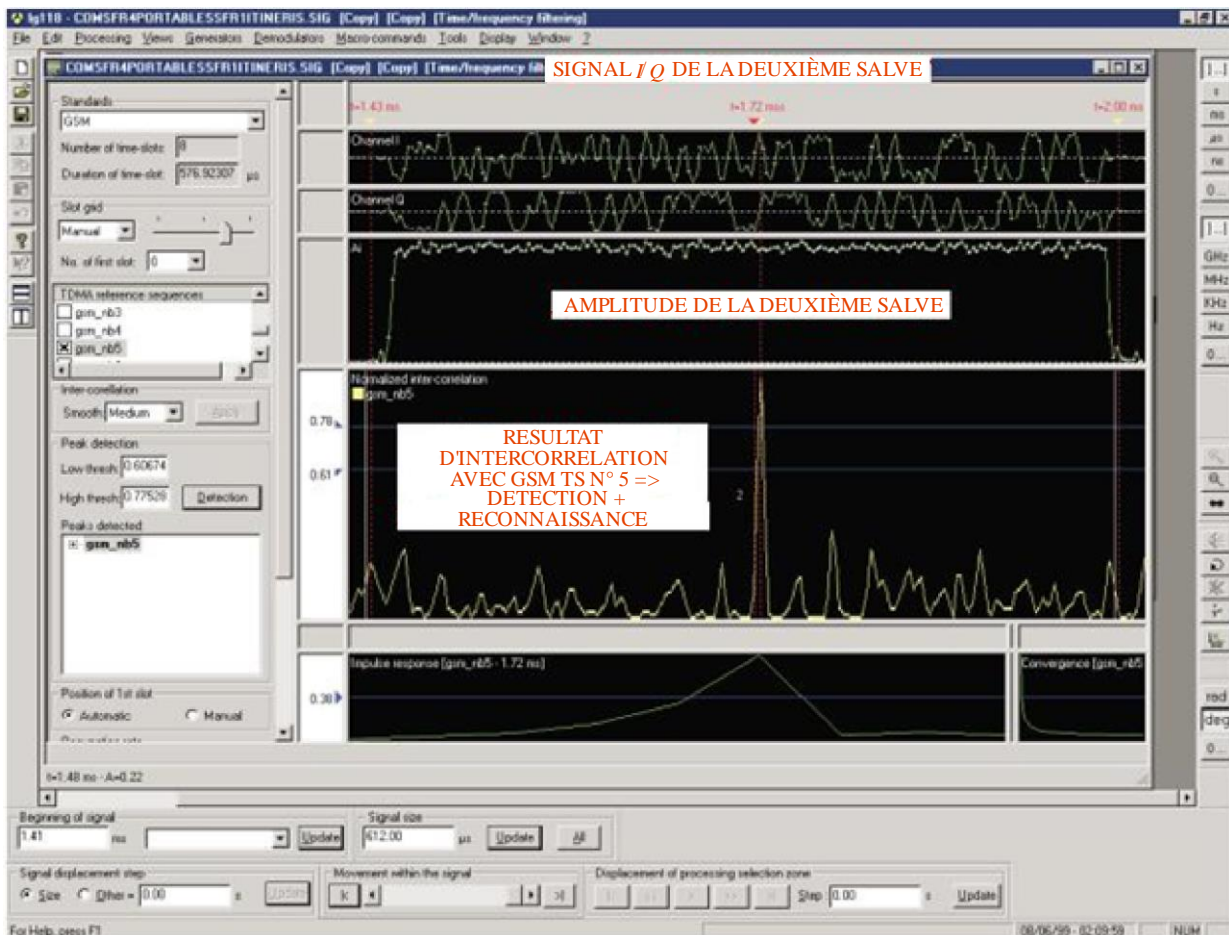 lg118 - COMSFR4PORTABLESSFR1ITINERIS.SIG [Copy] [Copy] [Time/frequency filtering]
File Edit Processing Views Generators Demodulators Macro-commands Tools Display Window ?
COMSFR4PORTABLESSFR1ITINERIS.SIG [Copy] [Copy] [Time/frequency filt
SIGNAL I/Q DE LA DEUXIÈME SALVE
Standards
GSM
Number of time-slots: 8
Duration of time-slot: 576.92307 µs
Slot grid
Manual
No. of first slot: 0
TDMA reference sequences
gsm_nb3
gsm_nb4
gsm_nb5
Inter-corellation
Smooth: Medium
Apply
Peak detection
Low thresh: 0.60674
High thresh: 0.77528
Detection
Peaks detected
gsm_nb5
Position of 1st slot
Automatic Manual
t=1.43 ms
t=1.72 ms
t=2.00 ms
Channel I
Channel Q
AI
AMPLITUDE DE LA DEUXIÈME SALVE
Normalized inter-correlation
gsm_nb5
0.78
0.61
RESULTAT
D'INTERCORRELATION
AVEC GSM TS N° 5 =>
DETECTION +
RECONNAISSANCE
2
Impulse response [gsm_nb5 - 1.72 ms]
Convergence [gsm_nb5
0.38
t=1.48 ms - A=0.22
Beginning of signal
1.41 ms
Update
Signal size
612.00 µs
Update
All
Signal displacement step
Size Other = 0.00 s
Update
Movement within the signal
Displacement of processing selection zone
Step: 0.00 s
Update
For Help, press F1
08/06/99 - 02:09:59
NUM
s
ms
µs
ns
0...
GHz
MHz
KHz
Hz
0...
rad
deg
0...